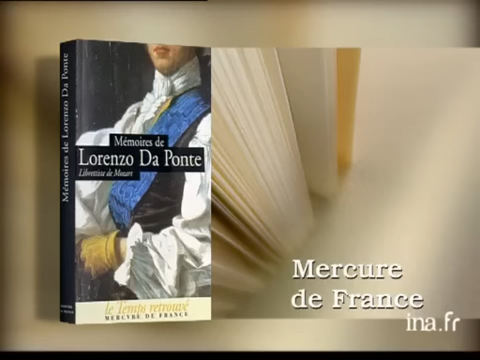 Mémoires de Lorenzo Da Ponte
Mémoires de
Lorenzo Da Ponte
Librettiste de Mozart
le Temps retrouvé
MERCVRE DE FRANCE
Mercure
de France
ina.fr